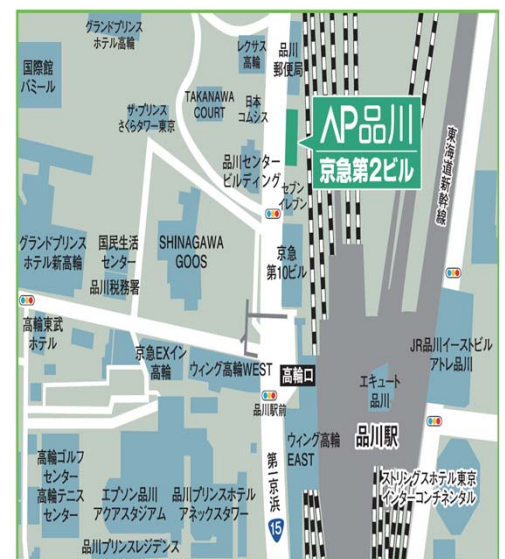 グランドプリンス
ホテル高輪
国際館
パミール
レクサス
高輪
品川
郵便局
TAKANAWA
COURT
日本
コムシス
ザ・プリンス
さくらタワー東京
AP品川
京急第2ビル
品川センター
ビルディング
セブン
イレブン
東海道新幹線
グランドプリンス
ホテル新高輪
国民生活
センター
品川税務署
SHINAGAWA
GOOS
京急
第10ビル
高輪東武
ホテル
京急EXイン
高輪
ウィング高輪WEST
高輪口
エキュート
品川
JR品川イーストビル
アトレ品川
品川駅前
品川駅
ウィング高輪
EAST
高輪ゴルフ
センター
高輪テニス
センター
エプソン品川
アクアスタジアム
品川プリンスホテル
アネックスタワー
第一京浜
15
ストリングスホテル東京
インターコンチネンタル
品川プリンスレジデンス